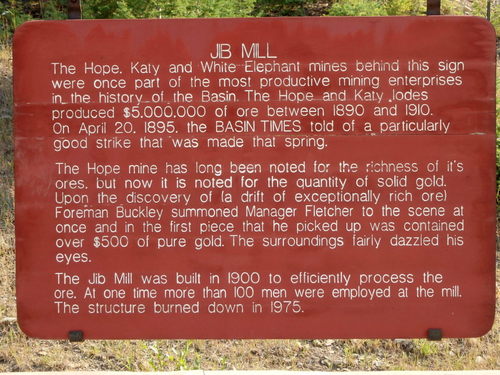 JIB MILL
The Hope, Katy and White Elephant mines behind this sign
were once part of the most productive mining enterprises
in the history of the Basin. The Hope and Katy lodes
produced $5,000,000 of ore between 1890 and 1910.
On April 20, 1895, the BASIN TIMES told of a particularly
good strike that was made that spring.
The Hope mine has long been noted for the richness of it's
ores, but now it is noted for the quantity of solid gold.
Upon the discovery of (a drift of exceptionally rich ore)
Foreman Buckley summoned Manager Fletcher to the scene at
once and in the first piece that he picked up was contained
over $500 of pure gold. The surroundings fairly dazzled his
eyes.
The Jib Mill was built in 1900 to efficiently process the
ore. At one time more than 100 men were employed at the mill.
The structure burned down in 1975.